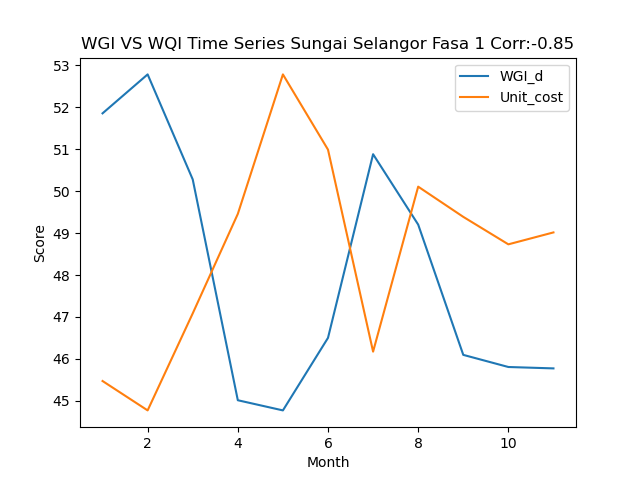 WGI VS WQI Time Series Sungai Selangor Fasa 1 Corr:-0.85
WGI_d
Unit_cost
53
52
51
50
49
48
47
46
45
Score
2 4 6 8 10
Month